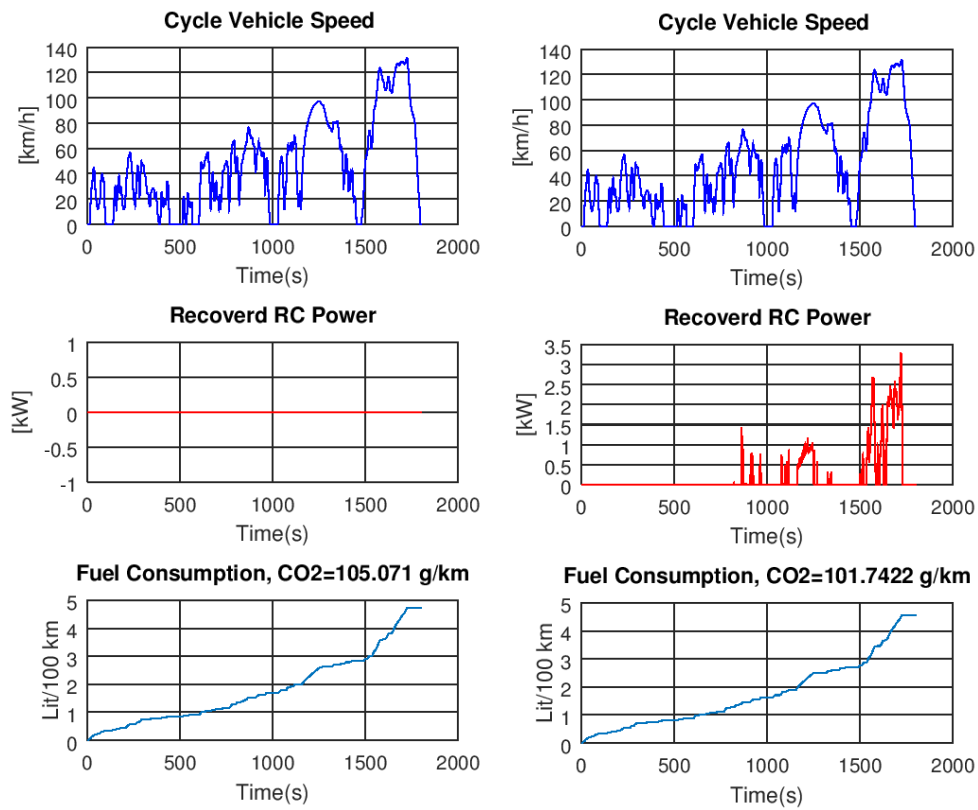 Cycle Vehicle Speed
140
120
100
80
60
40
20
0
[km/h]
0 500 1000 1500 2000
Time(s)
Cycle Vehicle Speed
140
120
100
80
60
40
20
0
[km/h]
0 500 1000 1500 2000
Time(s)
Recoverd RC Power
1
0.5
0
-0.5
-1
[kW]
0 500 1000 1500 2000
Time(s)
Recoverd RC Power
3.5
3
2.5
2
1.5
1
0.5
0
[kW]
0 500 1000 1500 2000
Time(s)
Fuel Consumption, CO2=105.071 g/km
5
4
3
2
1
0
Lit/100 km
0 500 1000 1500 2000
Time(s)
Fuel Consumption, CO2=101.7422 g/km
5
4
3
2
1
0
Lit/100 km
0 500 1000 1500 2000
Time(s)